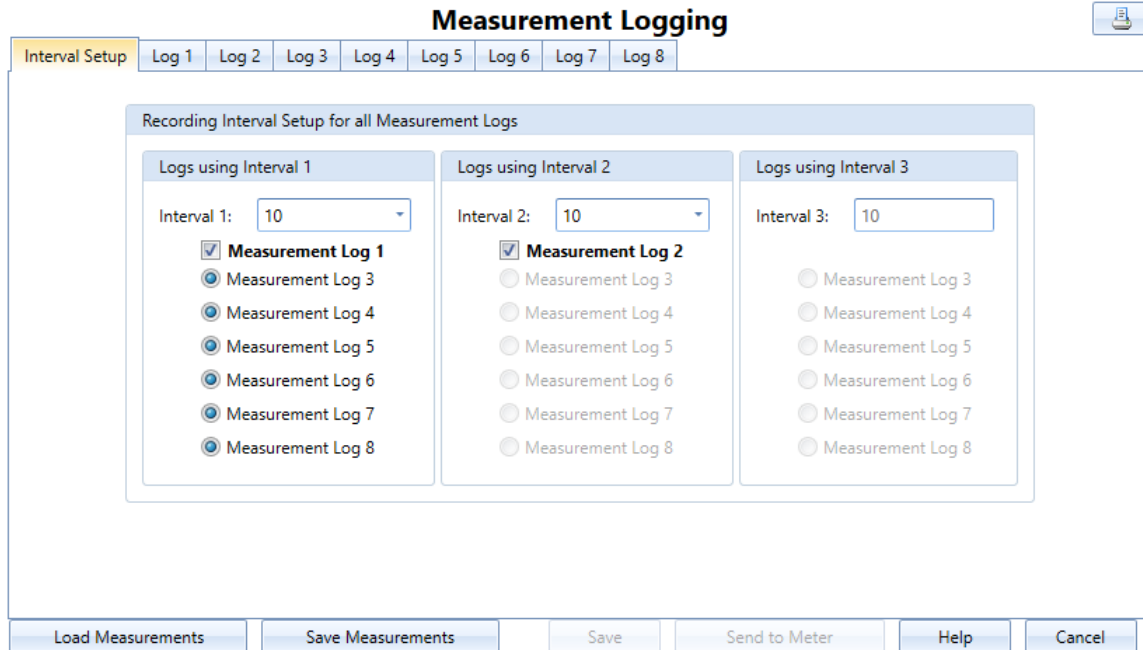 Measurement Logging
Interval Setup Log 1 Log 2 Log 3 Log 4 Log 5 Log 6 Log 7 Log 8
Recording Interval Setup for all Measurement Logs
Logs using Interval 1
Interval 1: 10
Measurement Log 1
Measurement Log 3
Measurement Log 4
Measurement Log 5
Measurement Log 6
Measurement Log 7
Measurement Log 8
Logs using Interval 2
Interval 2: 10
Measurement Log 2
Measurement Log 3
Measurement Log 4
Measurement Log 5
Measurement Log 6
Measurement Log 7
Measurement Log 8
Logs using Interval 3
Interval 3: 10
Measurement Log 3
Measurement Log 4
Measurement Log 5
Measurement Log 6
Measurement Log 7
Measurement Log 8
Load Measurements Save Measurements Save Send to Meter Help Cancel